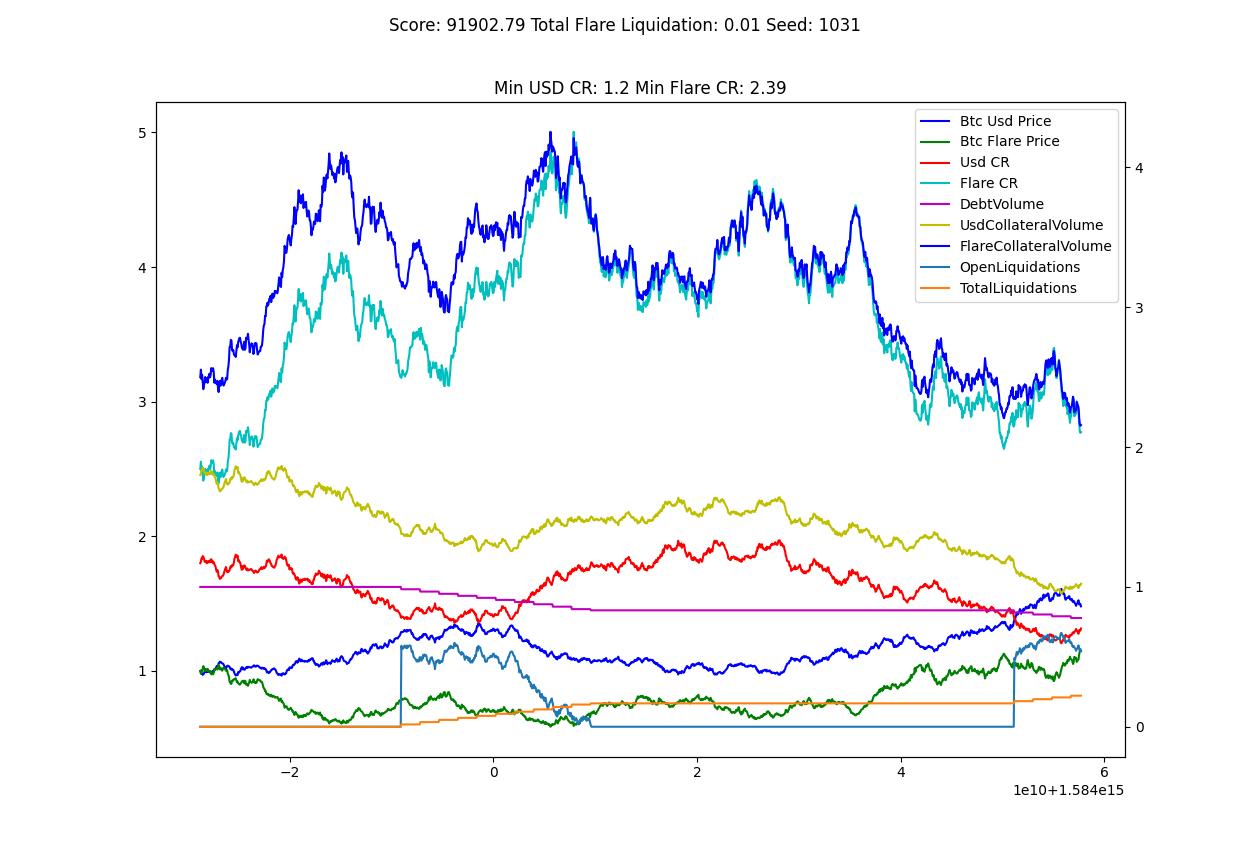 Score: 91902.79 Total Flare Liquidation: 0.01 Seed: 1031
Min USD CR: 1.2 Min Flare CR: 2.39
Btc Usd Price
Btc Flare Price
Usd CR
Flare CR
DebtVolume
UsdCollateralVolume
FlareCollateralVolume
OpenLiquidations
TotalLiquidations
5
4
3
2
1
4
3
2
1
0
−2
0
2
4
6
1e10+1.584e15